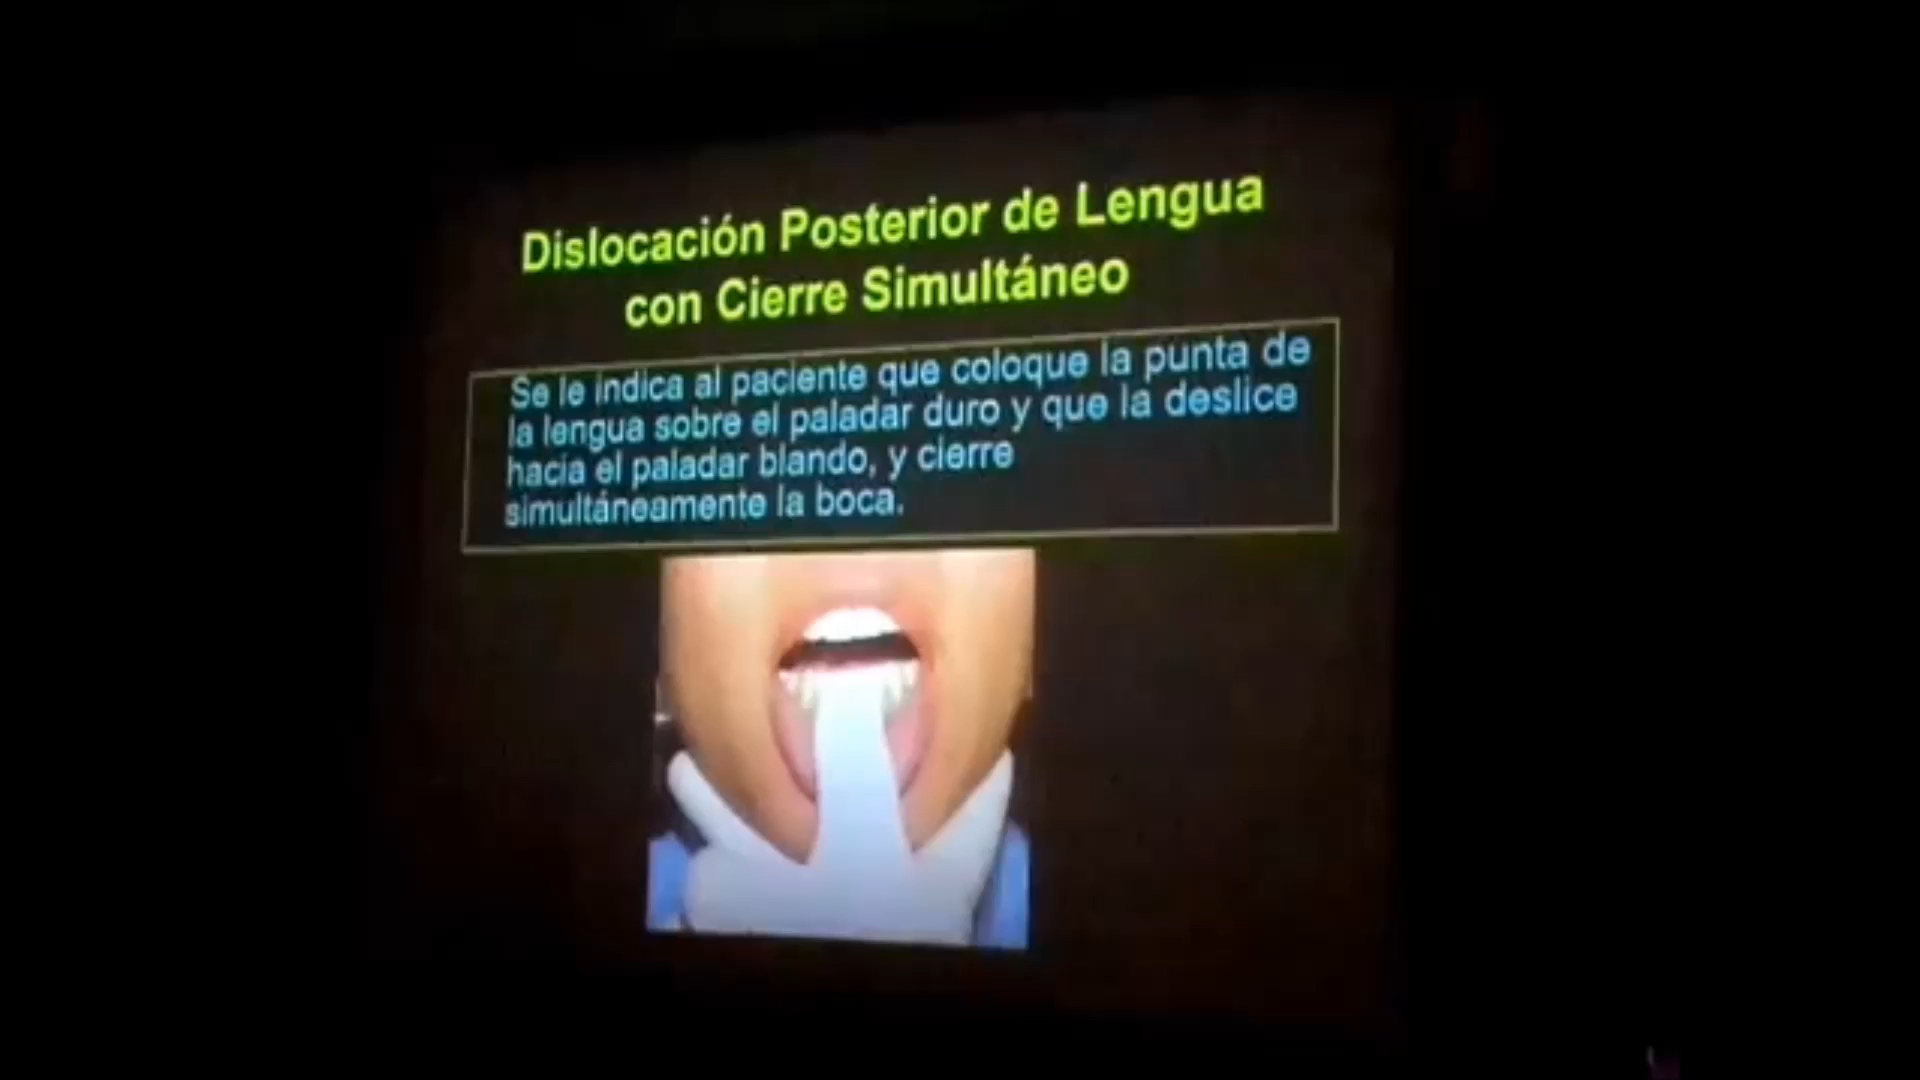 Dislocación Posterior de Lengua
con Cierre Simultáneo
Se le indica al paciente que coloque la punta de
la lengua sobre el paladar duro y que la deslice
hacia el paladar blando, y cierre
simultáneamente la boca.